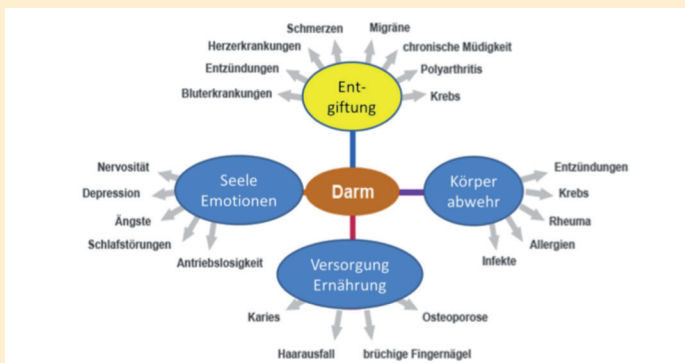 Schmerzen
Migräne
Herzerkrankungen
chronische Müdigkeit
Entzündungen
Polyarthritis
Bluterkrankungen
Krebs
Ent-
giftung
Nervosität
Depression
Ängste
Schlafstörungen
Antriebslosigkeit
Seele
Emotionen
Darm
Körper
abwehr
Entzündungen
Krebs
Rheuma
Allergien
Infekte
Versorgung
Ernährung
Karies
Osteoporose
Haarausfall
brüchige Fingernägel